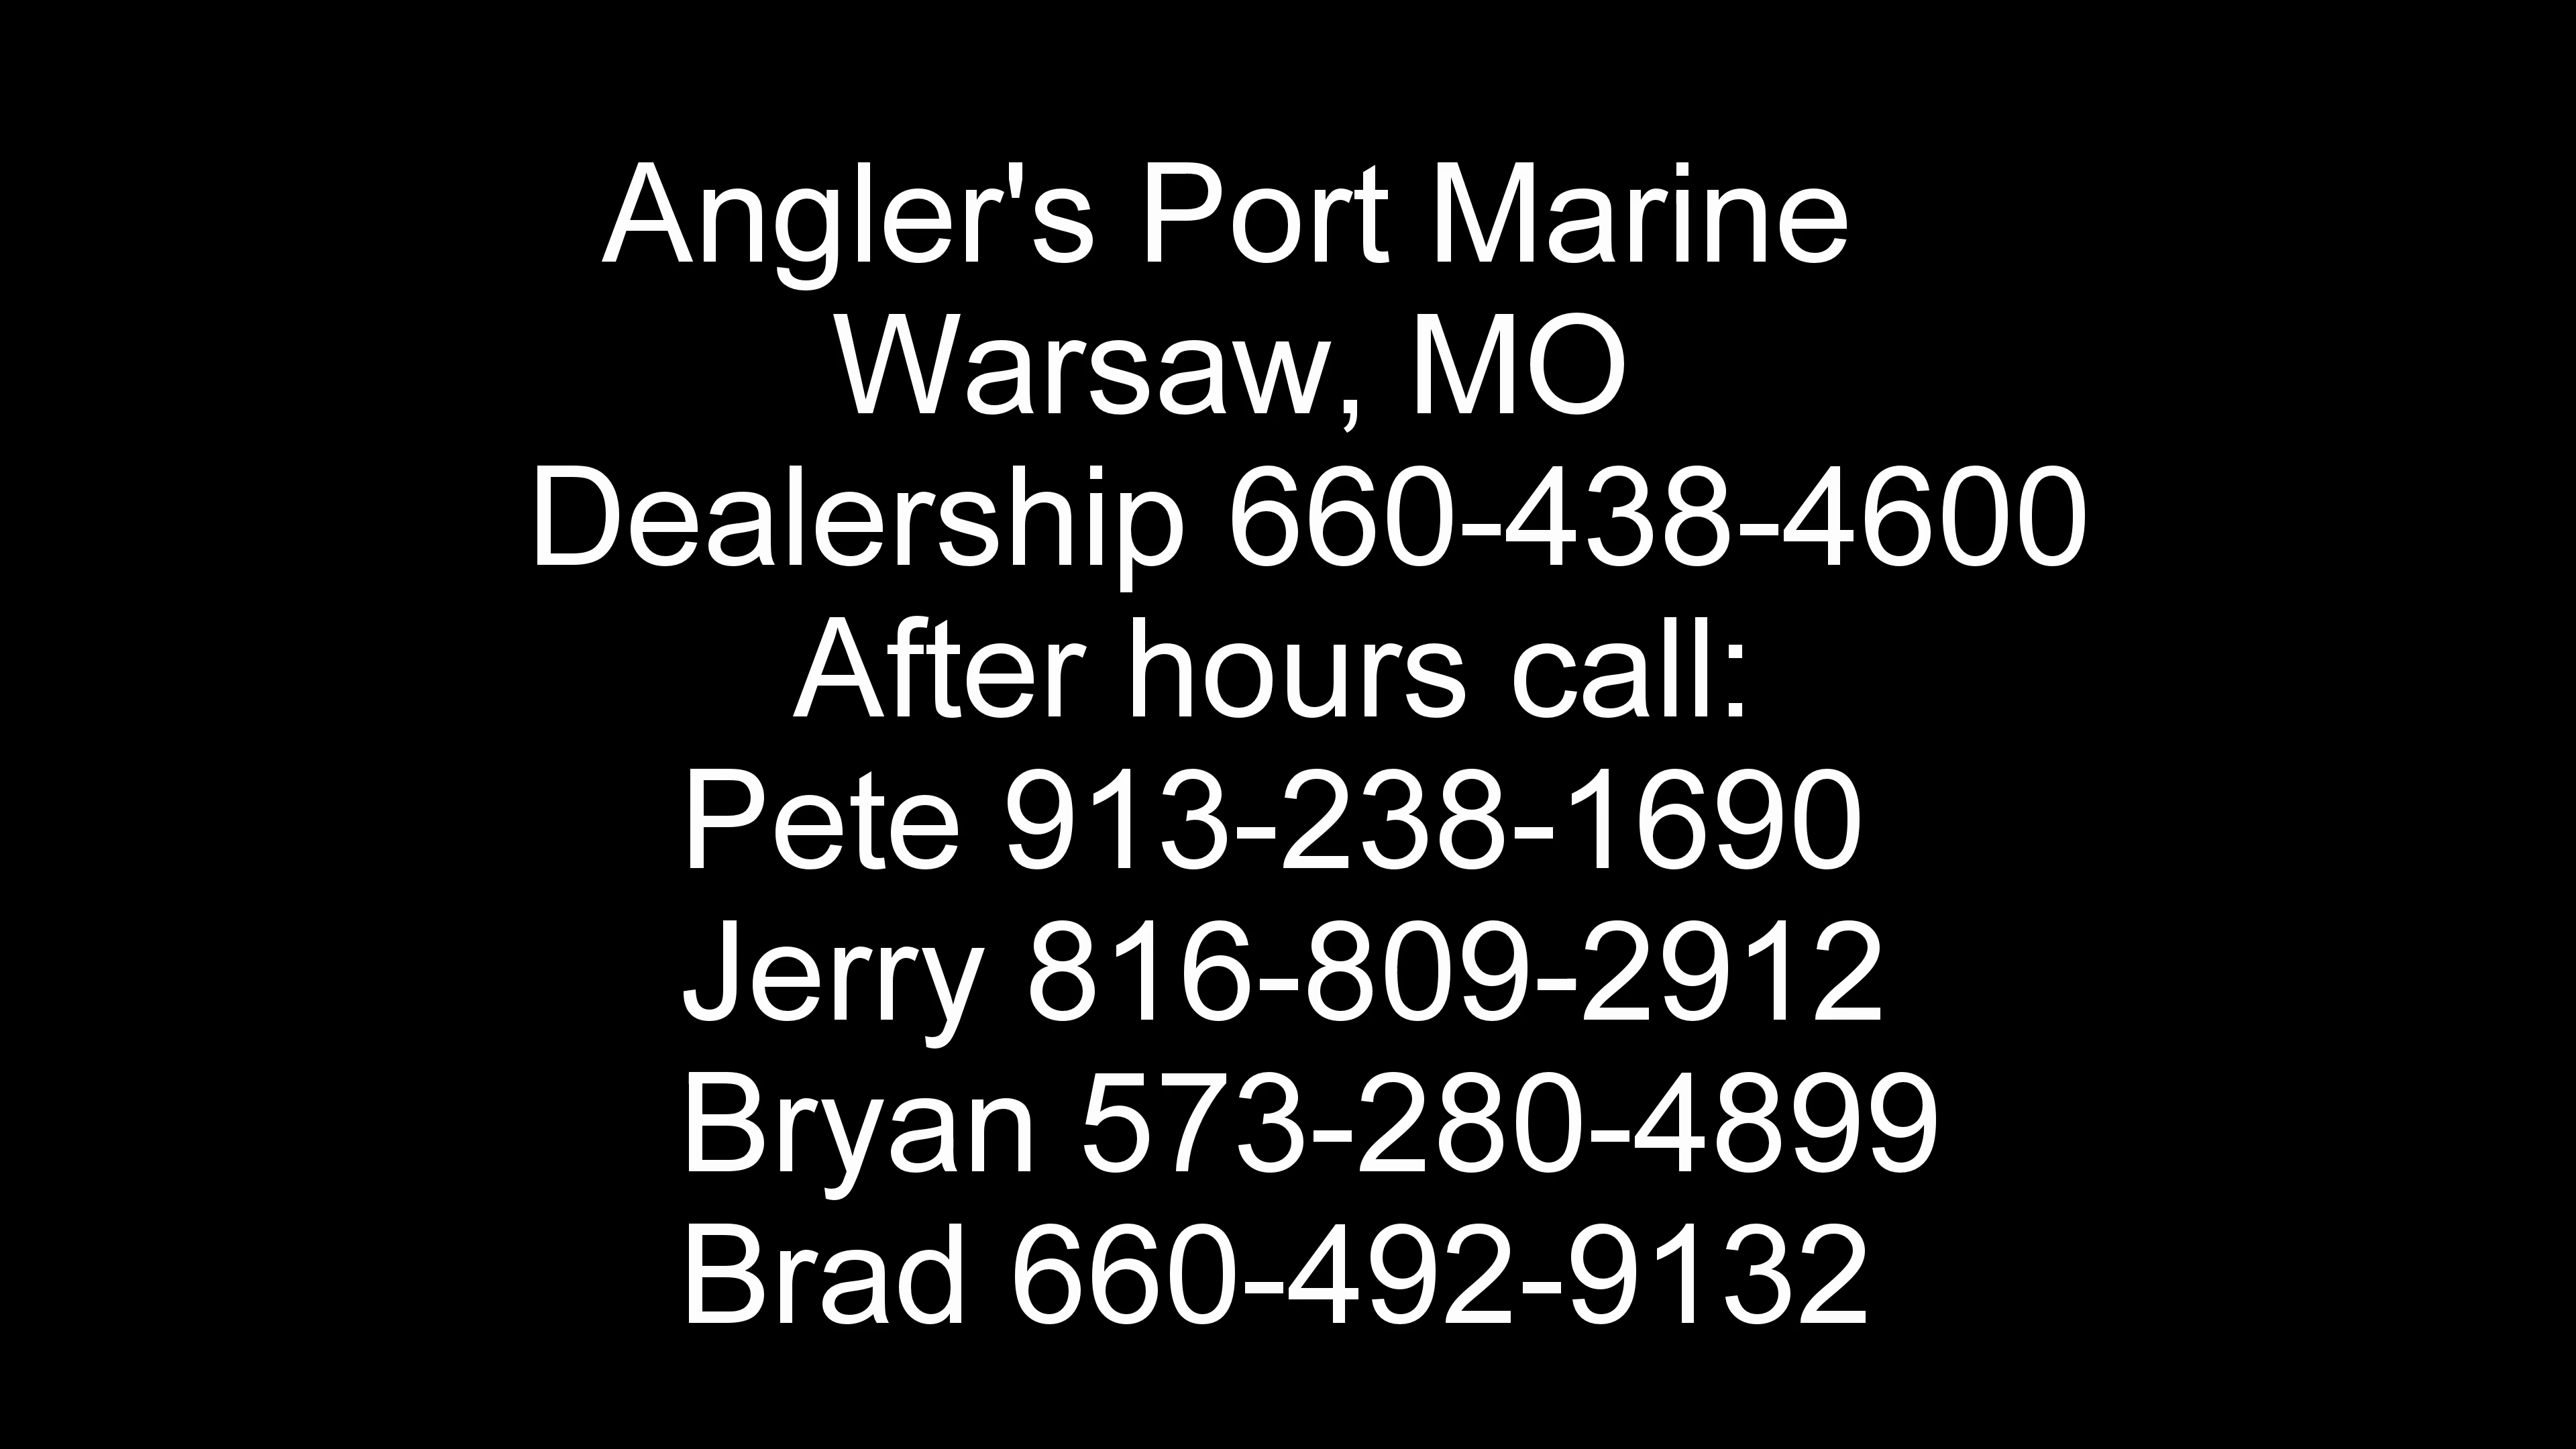 Angler's Port Marine
Warsaw, MO
Dealership 660-438-4600
After hours call:
Pete 913-238-1690
Jerry 816-809-2912
Bryan 573-280-4899
Brad 660-492-9132